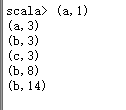 scala> (a,1)
(a,3)
(b,3)
(c,3)
(b,8)
(b,14)